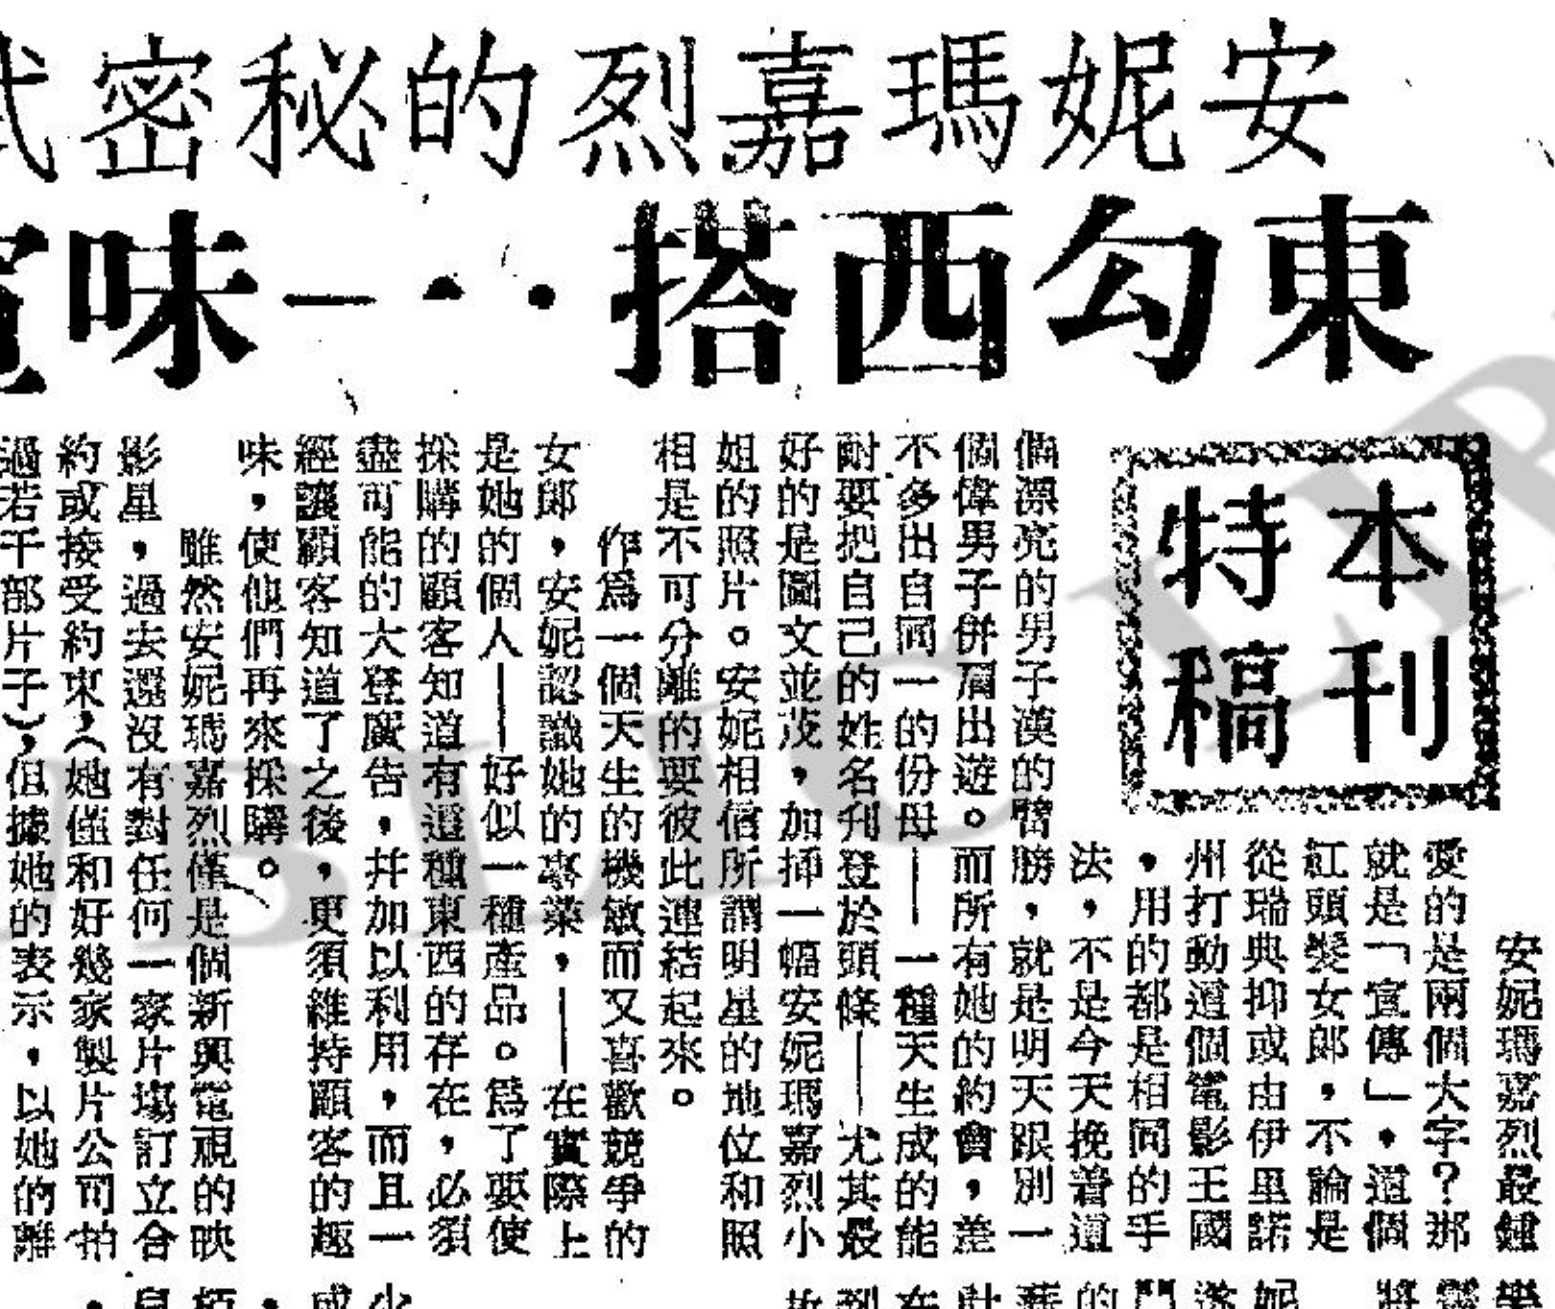 安妮瑪嘉烈的秘密武
東勾西搭‥一味宣
本刊
特稿
安妮瑪嘉烈最鍾
愛的是兩個大字?那
就是「宣傳」，這個
紅頭髮女郎，不論是
從瑞典抑或由伊里諾
州打動這個電影王國
，用的都是相同的手
法，不是今天挽着這
個漂亮的男子漢的臂膀，就是明天跟別一
個偉男子併肩出遊。而所有她的約會，差
不多出自同一的份母——一種天生成的能
耐要把自己的姓名刋登於頭條——尤其最
好的是圖文並茂，加揷一幅安妮瑪嘉烈小
姐的照片。安妮相信所謂明星的地位和照
相是不可分離的要彼此連結起來。
作爲一個天生的機敏而又喜歡競爭的
女郎，安妮認識她的事業，——在實際上
是她的個人——好似一種產品。爲了要使
採購的顧客知道有這種東西的存在，必須
盡可能的大登廣告，幷加以利用，而且一
經讓顧客知道了之後，更須維持顧客的趣
味，使他們再來採購。
雖然安妮瑪嘉烈僅是個新興電視的映
影星，過去還沒有對任何一家片塲訂立合
約或接受約束，（她僅和好幾家製片公司拍
過若干部片子），但據她的表示，以她的離